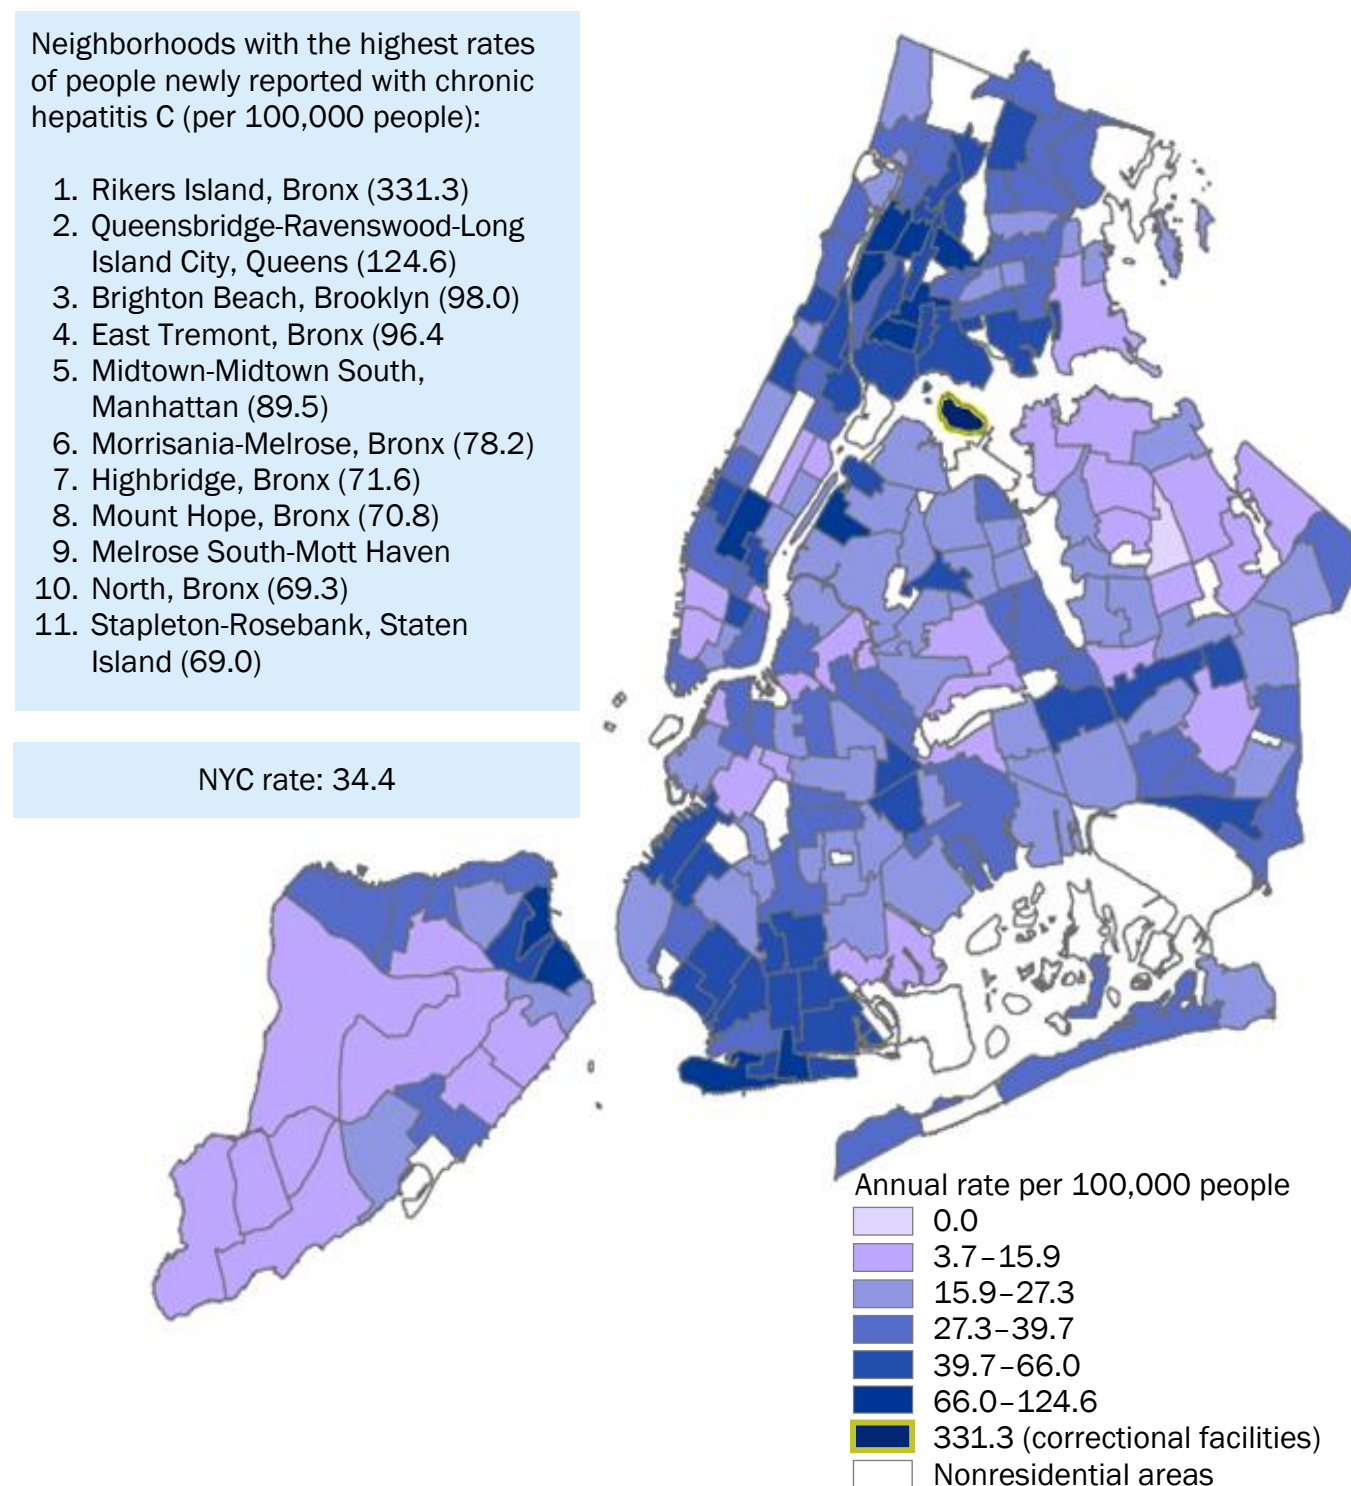 Neighborhoods with the highest rates
of people newly reported with chronic
hepatitis C (per 100,000 people):
1. Rikers Island, Bronx (331.3)
2. Queensbridge-Ravenswood-Long
Island City, Queens (124.6)
3. Brighton Beach, Brooklyn (98.0)
4. East Tremont, Bronx (96.4
5. Midtown-Midtown South,
Manhattan (89.5)
6. Morrisania-Melrose, Bronx (78.2)
7. Highbridge, Bronx (71.6)
8. Mount Hope, Bronx (70.8)
9. Melrose South-Mott Haven
10. North, Bronx (69.3)
11. Stapleton-Rosebank, Staten
Island (69.0)
NYC rate: 34.4
Annual rate per 100,000 people
0.0
3.7–15.9
15.9–27.3
27.3–39.7
39.7–66.0
66.0–124.6
331.3 (correctional facilities)
Nonresidential areas